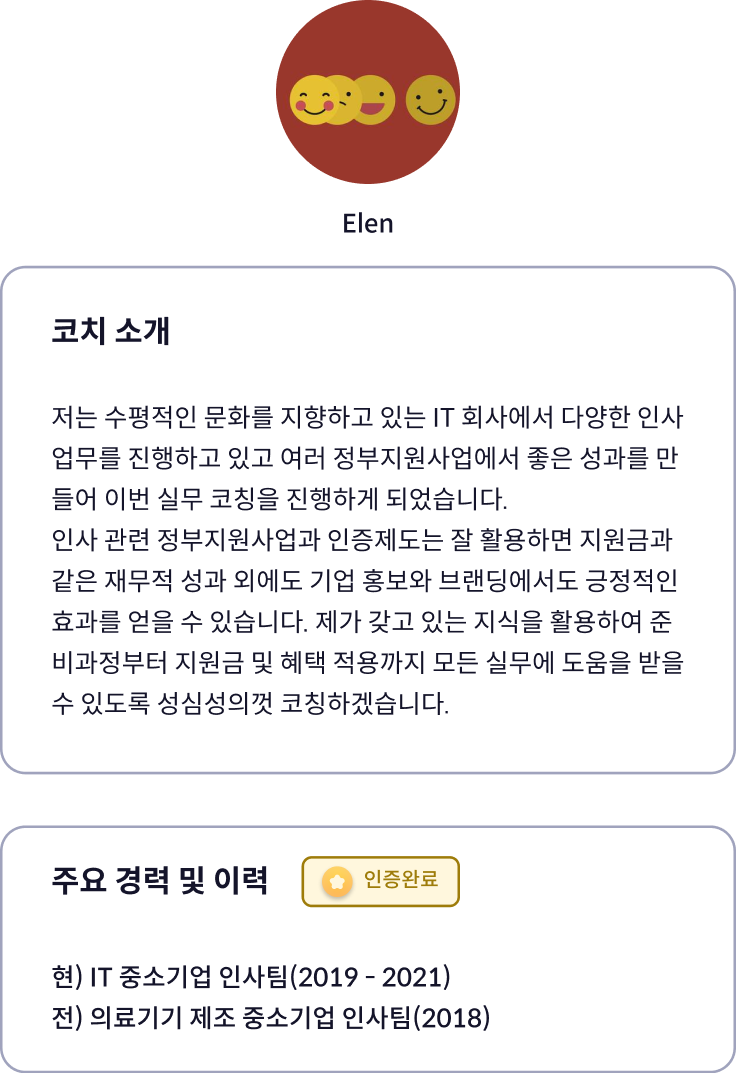 Elen
코치 소개
저는 수평적인 문화를 지향하고 있는 IT 회사에서 다양한 인사
업무를 진행하고 있고 여러 정부지원사업에서 좋은 성과를 만
들어 이번 실무 코칭을 진행하게 되었습니다.
인사 관련 정부지원사업과 인증제도는 잘 활용하면 지원금과
같은 재무적 성과 외에도 기업 홍보와 브랜딩에서도 긍정적인
효과를 얻을 수 있습니다. 제가 갖고 있는 지식을 활용하여 준
비과정부터 지원금 및 혜택 적용까지 모든 실무에 도움을 받을
수 있도록 성심성의껏 코칭하겠습니다.
주요 경력 및 이력 인증완료
현) IT 중소기업 인사팀(2019 - 2021)
전) 의료기기 제조 중소기업 인사팀(2018)